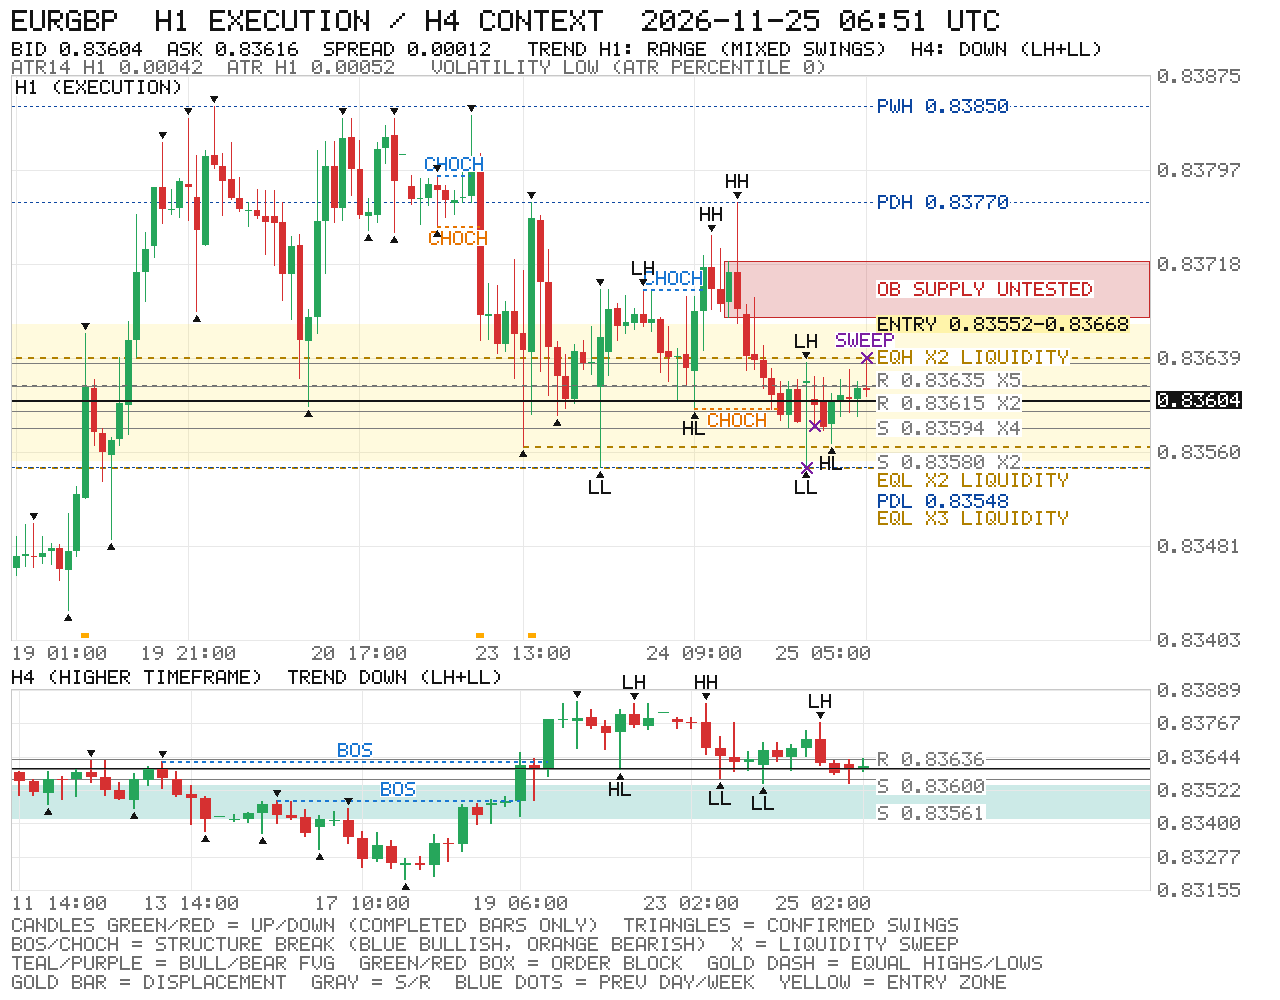 EURGBP  H1 EXECUTION / H4 CONTEXT  2026-11-25 06:51 UTC
BID 0.83604  ASK 0.83616  SPREAD 0.00012   TREND H1: RANGE (MIXED SWINGS)  H4: DOWN (LH+LL)
ATR14 H1 0.00042  ATR H1 0.00052   VOLATILITY LOW (ATR PERCENTILE 0)
0.83875
H1 (EXECUTION)
PWH 0.83850
CHOCH
0.83797
HH
PDH 0.83770
HH
CHOCH
0.83718
LH
CHOCH
OB SUPPLY UNTESTED
ENTRY 0.83552-0.83668
LH
SWEEP
EQH X2 LIQUIDITY
0.83639
R 0.83635 X5
R 0.83615 X2
0.83604
CHOCH
HL
S 0.83594 X4
0.83560
HL
S 0.83580 X2
LL
LL
EQL X2 LIQUIDITY
PDL 0.83548
EQL X3 LIQUIDITY
0.83481
0.83403
19 01:00
19 21:00
20 17:00
23 13:00
24 09:00
25 05:00
H4 (HIGHER TIMEFRAME)  TREND DOWN (LH+LL)
LH
HH
0.83889
LH
0.83767
BOS
R 0.83636
0.83644
HL
BOS
S 0.83600
0.83522
LL
LL
S 0.83561
0.83400
0.83277
0.83155
11 14:00
13 14:00
17 10:00
19 06:00
23 02:00
25 02:00
CANDLES GREEN/RED = UP/DOWN (COMPLETED BARS ONLY)  TRIANGLES = CONFIRMED SWINGS
BOS/CHOCH = STRUCTURE BREAK (BLUE BULLISH, ORANGE BEARISH)  X = LIQUIDITY SWEEP
TEAL/PURPLE = BULL/BEAR FVG  GREEN/RED BOX = ORDER BLOCK  GOLD DASH = EQUAL HIGHS/LOWS
GOLD BAR = DISPLACEMENT  GRAY = S/R  BLUE DOTS = PREV DAY/WEEK  YELLOW = ENTRY ZONE